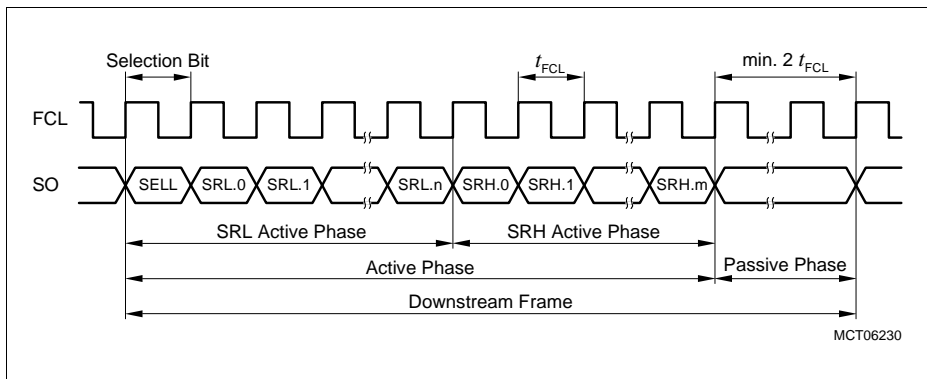 Selection Bit
tFCL
min. 2 tFCL
FCL
SO
SELL SRL.0 SRL.1 SRL.n SRH.0 SRH.1 SRH.m
SRL Active Phase SRH Active Phase
Active Phase Passive Phase
Downstream Frame
MCT06230